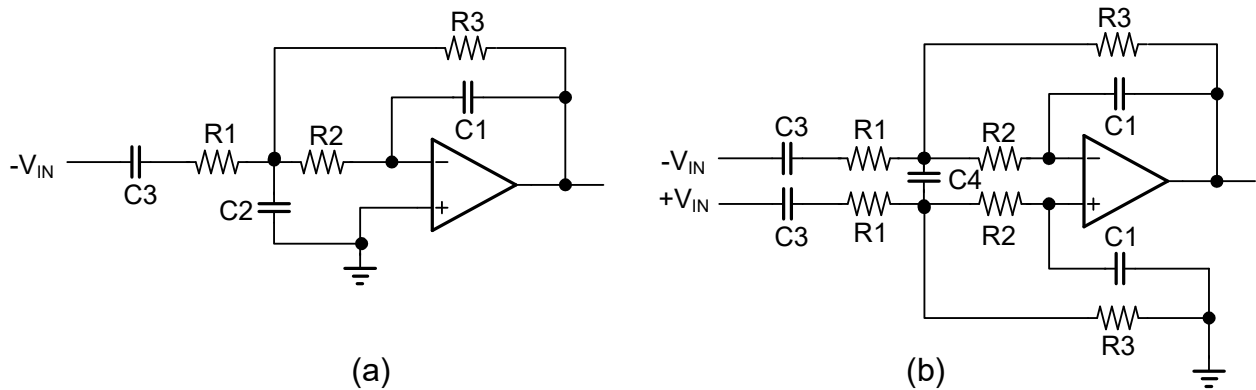 R3
C1
R1
R2
-VIN
C3
C2
−
+
(a)
R3
C1
C3
R1
R2
-VIN
C4
+VIN
C3
R1
R2
−
+
C1
R3
(b)